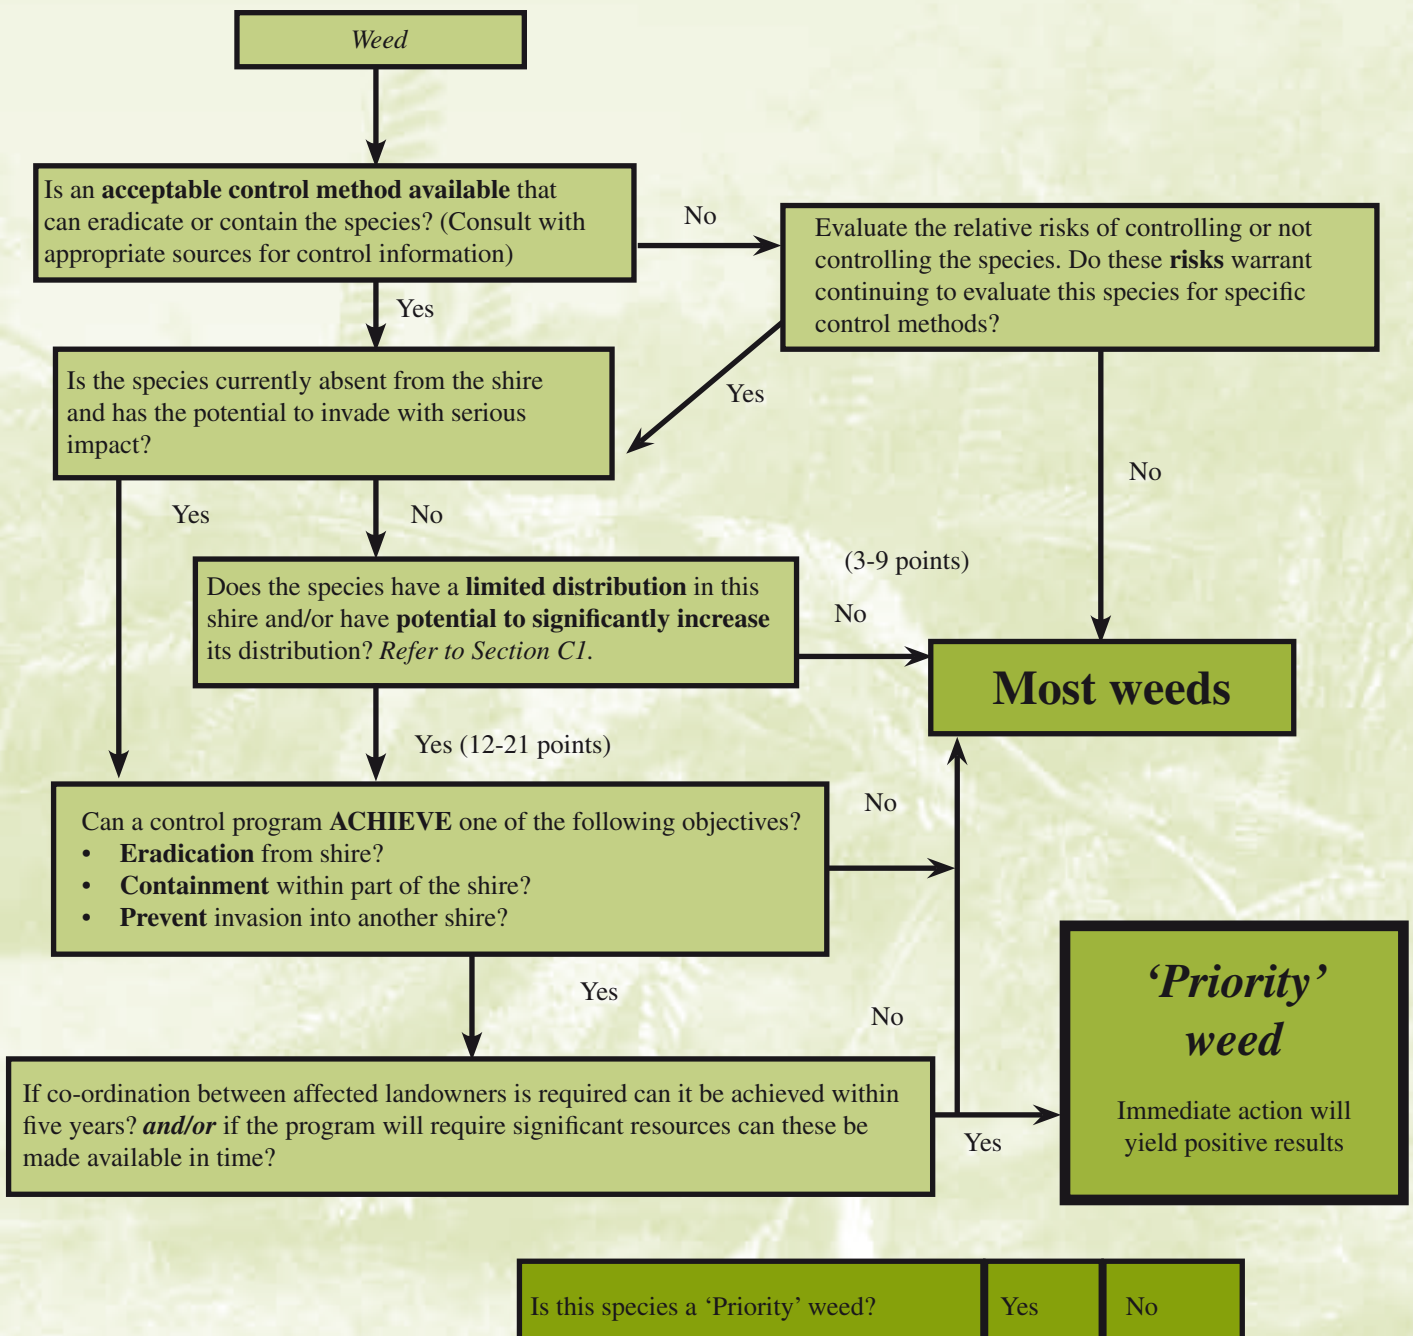 Weed
Is an acceptable control method available that
can eradicate or contain the species? (Consult with
appropriate sources for control information)
No
Evaluate the relative risks of controlling or not
controlling the species. Do these risks warrant
continuing to evaluate this species for specific
control methods?
Yes
Is the species currently absent from the shire
and has the potential to invade with serious
impact?
Yes
No
Yes
No
Does the species have a limited distribution in this
shire and/or have potential to significantly increase
its distribution? Refer to Section C1.
(3-9 points)
No
Most weeds
Yes (12-21 points)
Can a control program ACHIEVE one of the following objectives?
• Eradication from shire?
• Containment within part of the shire?
• Prevent invasion into another shire?
No
Yes
No
‘Priority’
weed
Immediate action will
yield positive results
If co-ordination between affected landowners is required can it be achieved within
five years? and/or if the program will require significant resources can these be
made available in time?
Yes
Is this species a ‘Priority’ weed? Yes No